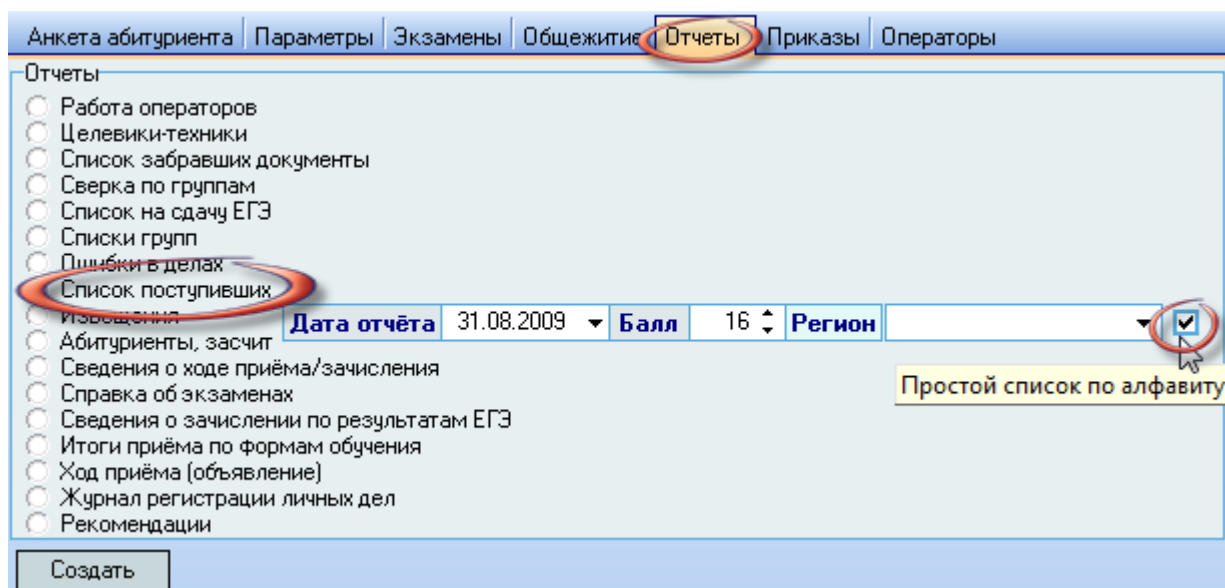 Анкета абитуриента Параметры Экзамены Общежитие Отчеты Приказы Операторы
Отчеты
Работа операторов
Целевики-техники
Список забравших документы
Сверка по группам
Список на сдачу ЕГЭ
Списки групп
Ошибки в делах
Список поступивших
Извещения
Дата отчёта 31.08.2009 Балл 16 Регион
Абитуриенты, засчит
Сведения о ходе приёма/зачисления
Простой список по алфавиту
Справка об экзаменах
Сведения о зачислении по результатам ЕГЭ
Итоги приёма по формам обучения
Ход приёма (объявление)
Журнал регистрации личных дел
Рекомендации
Создать